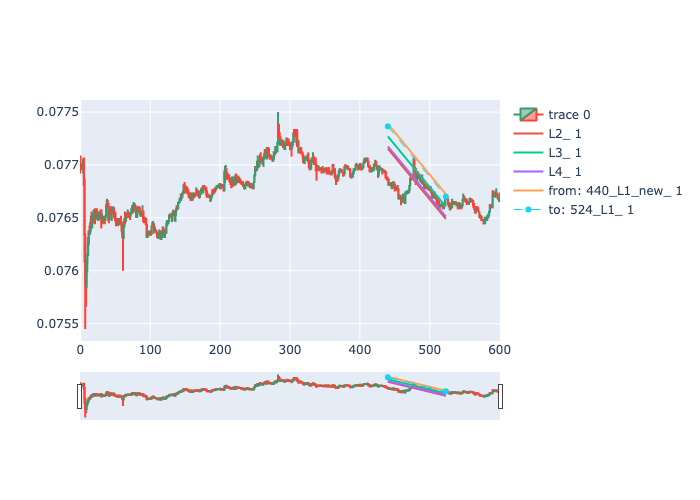 0.0775
0.077
0.0765
0.076
0.0755
0 100 200 300 400 500 600
trace 0
L2_ 1
L3_ 1
L4_ 1
from: 440_L1_new_ 1
to: 524_L1_ 1